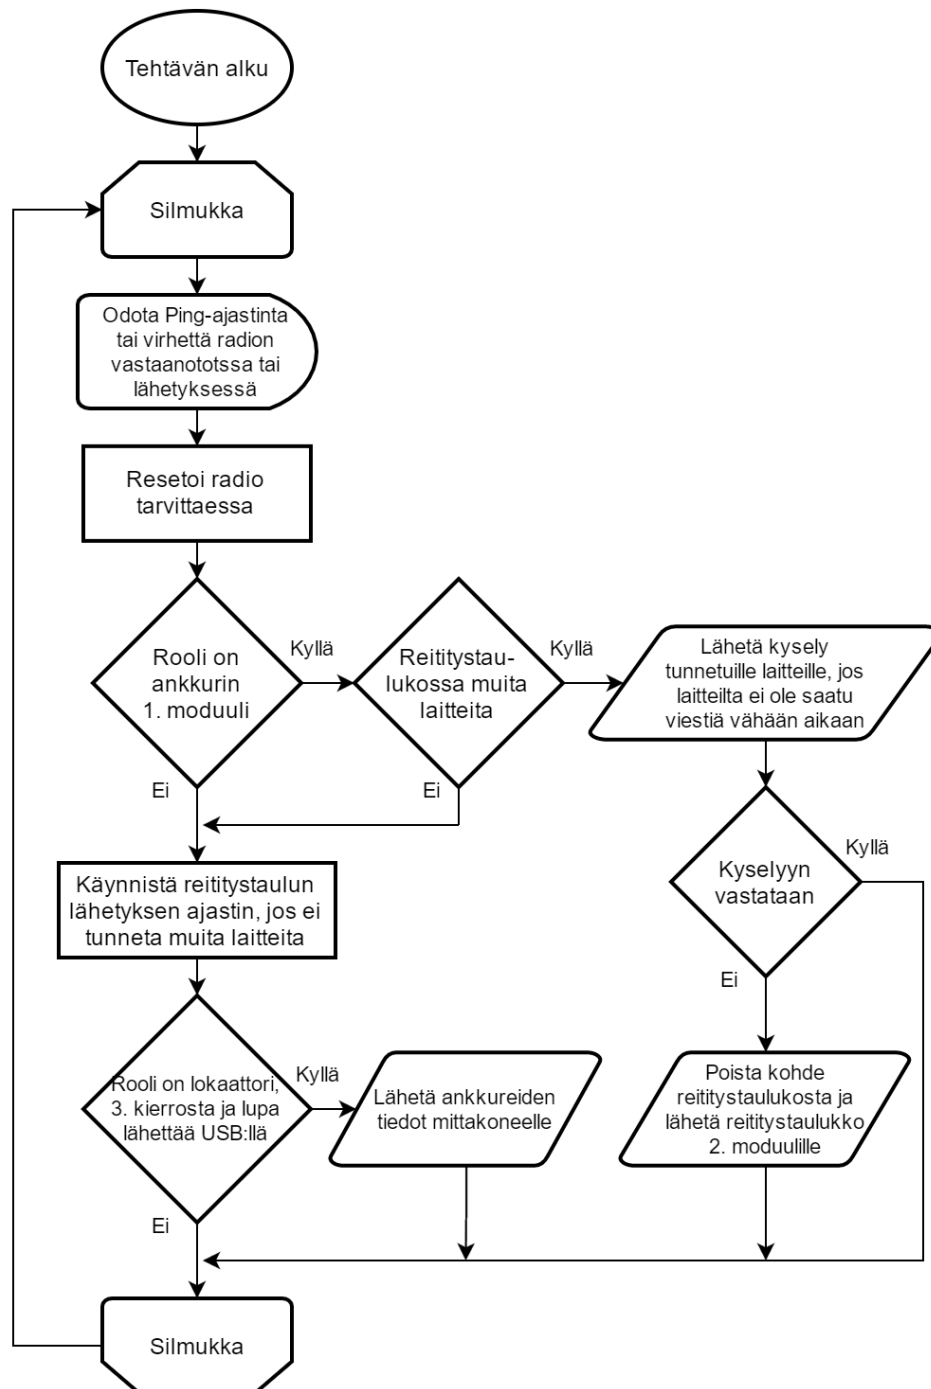 Tehtävän alku
Silmukka
Odota Ping-ajastinta
tai virhettä radion
vastaanototssa tai
lähetyksessä
Resetoi radio
tarvittaessa
Rooli on
ankkurin
1. moduuli
Kyllä
Ei
Reititystau-
lukossa muita
laitteita
Kyllä
Ei
Lähetä kysely
tunnetuille laitteille, jos
laitteilta ei ole saatu
viestiä vähään aikaan
Kyselyyn
vastataan
Kyllä
Ei
Käynnistä reititystaulun
lähetyksen ajastin, jos ei
tunneta muita laitteita
Rooli on lokaattori,
3. kierrosta ja lupa
lähettää USB:llä
Kyllä
Ei
Lähetä ankkureiden
tiedot mittakoneelle
Poista kohde
reititystaulukosta ja
lähetä reititystaulukko
2. moduulille
Silmukka